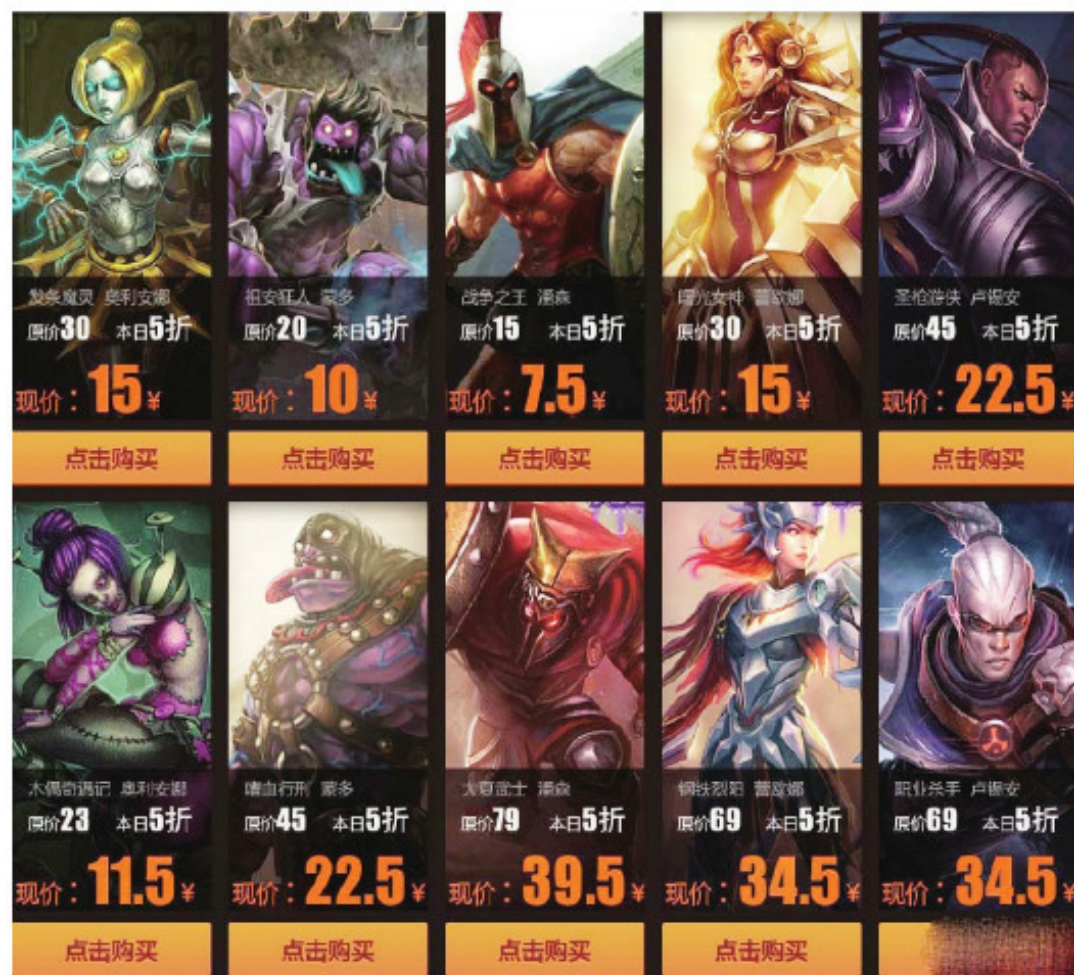 发条魔灵 奥利安娜
原价30 本日5折
现价：15¥
点击购买
祖安狂人 蒙多
原价20 本日5折
现价：10¥
点击购买
战争之王 潘森
原价15 本日5折
现价：7.5¥
点击购买
曙光女神 蕾欧娜
原价30 本日5折
现价：15¥
点击购买
圣枪游侠 卢锡安
原价45 本日5折
现价：22.5¥
点击购买
木偶奇遇记 奥利安娜
原价23 本日5折
现价：11.5¥
点击购买
嗜血行刑 蒙多
原价45 本日5折
现价：22.5¥
点击购买
大夏武士 潘森
原价79 本日5折
现价：39.5¥
点击购买
钢铁烈阳 蕾欧娜
原价69 本日5折
现价：34.5¥
点击购买
职业杀手 卢锡安
原价69 本日5折
现价：34.5¥